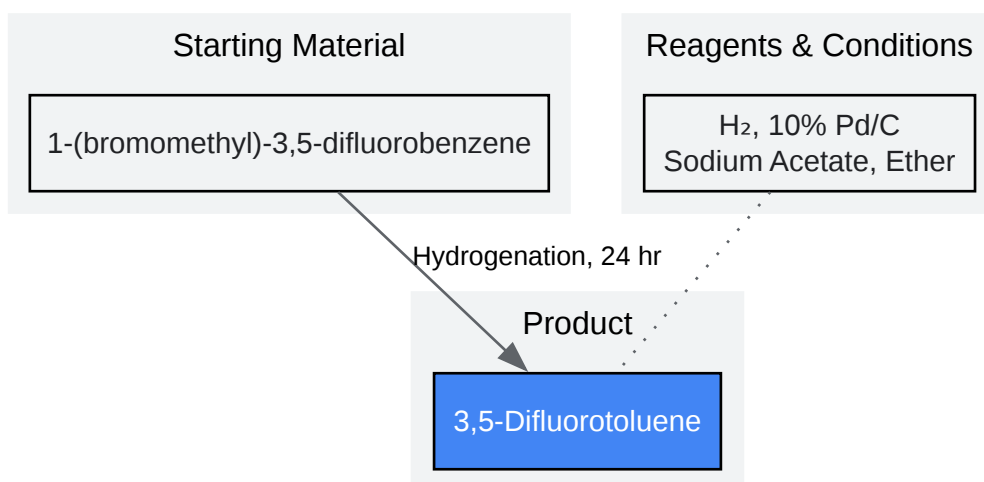 Starting Material
1-(bromomethyl)-3,5-difluorobenzene
Reagents & Conditions
H₂, 10% Pd/C
Sodium Acetate, Ether
Hydrogenation, 24 hr
Product
3,5-Difluorotoluene